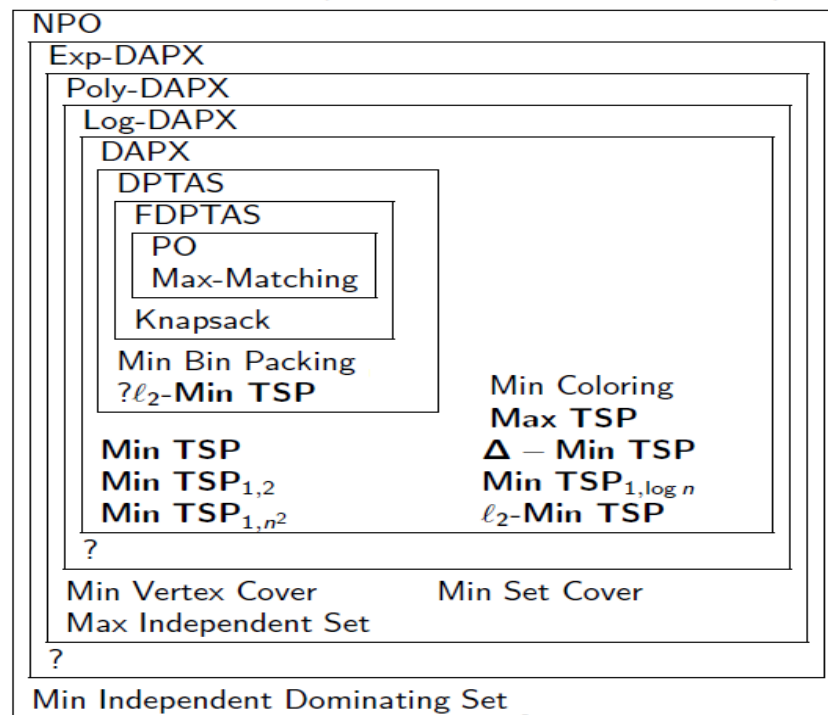 NPO
Exp-DAPX
Poly-DAPX
Log-DAPX
DAPX
DPTAS
FDPTAS
PO
Max-Matching
Knapsack
Min Bin Packing
?ℓ₂-Min TSP
Min Coloring
Max TSP
Min TSP Δ − Min TSP
Min TSP₁,₂ Min TSP₁,log n
Min TSP₁,n² ℓ₂-Min TSP
?
Min Vertex Cover Min Set Cover
Max Independent Set
?
Min Independent Dominating Set